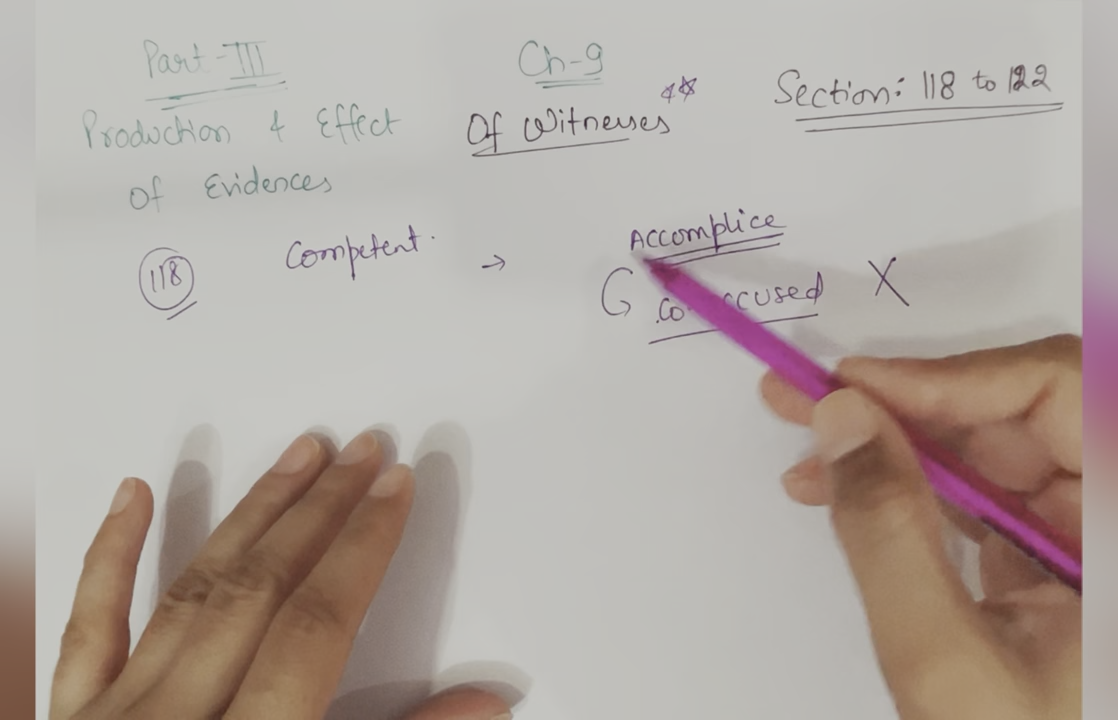 Part-III
Production & Effect
Of Evidences
Ch-9
Of Witnesses
Section: 118 to 122
118 Competent. → Accomplice
X